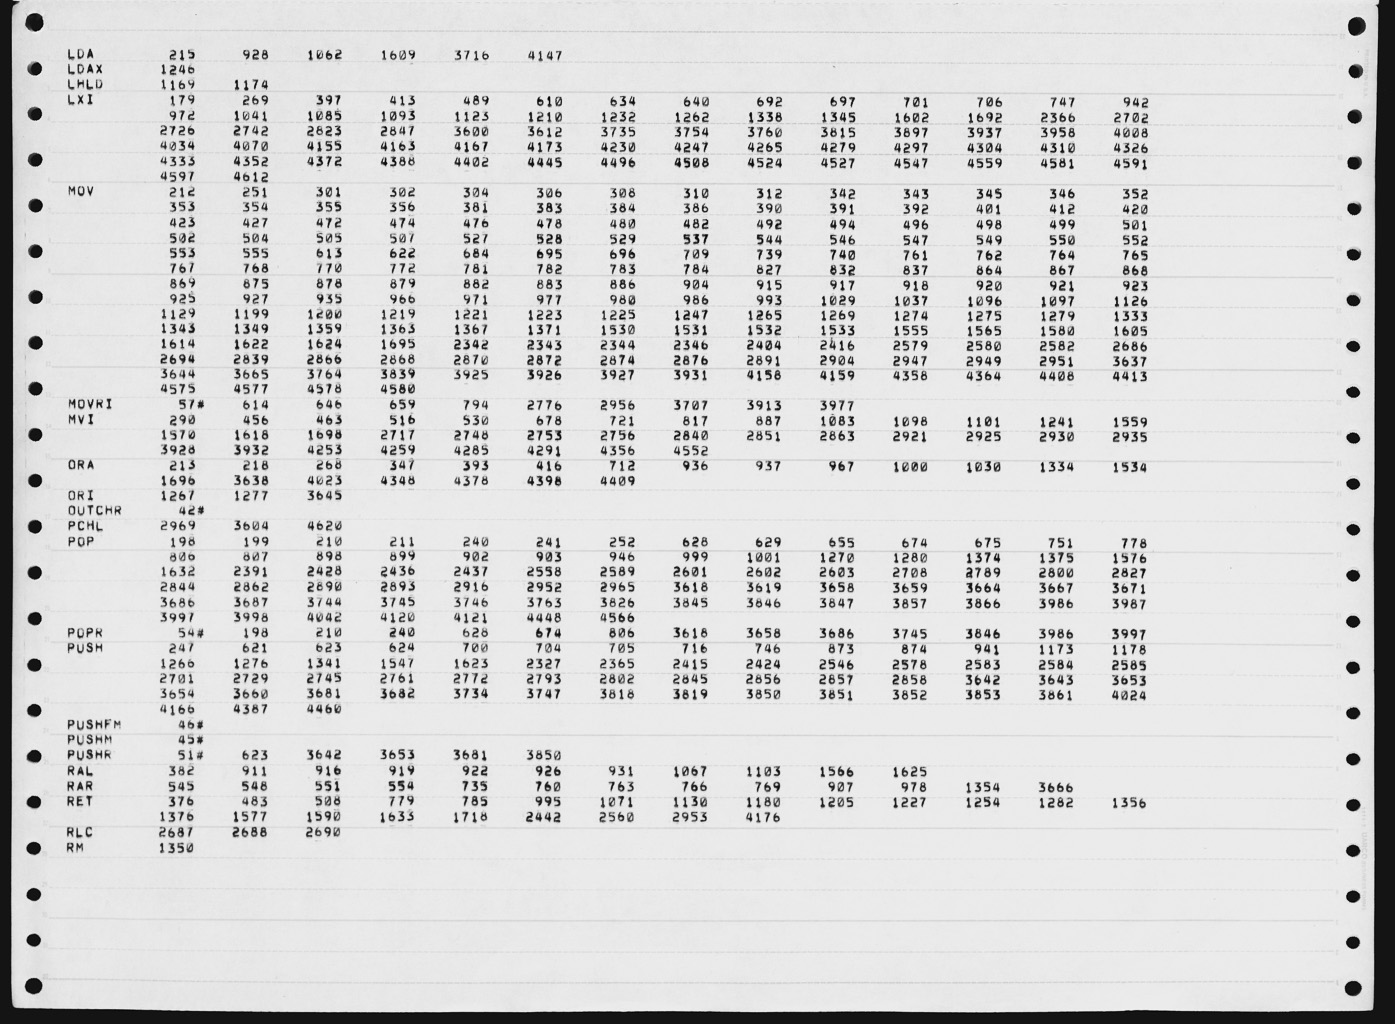 LDA 215 928 1062 1609 3716 4147
LDAX 1246
LHLD 1169 1174
LXI 179 269 397 413 489 610 634 640 692 697 701 706 747 942
972 1041 1085 1093 1123 1210 1232 1262 1338 1345 1602 1692 2366 2702
2726 2742 2823 2847 3600 3612 3735 3754 3760 3815 3897 3937 3958 4008
4034 4070 4155 4163 4167 4173 4230 4247 4265 4279 4297 4304 4310 4326
4333 4352 4372 4388 4402 4445 4496 4508 4524 4527 4547 4559 4581 4591
4597 4612
MOV 212 251 301 302 304 306 308 310 312 342 343 345 346 352
353 354 355 356 381 383 384 386 390 391 392 401 412 420
423 427 472 474 476 478 480 482 492 494 496 498 499 501
502 504 505 507 527 528 529 537 544 546 547 549 550 552
553 555 613 622 684 695 696 709 739 740 761 762 764 765
767 768 770 772 781 782 783 784 827 832 837 864 867 868
869 875 878 879 882 883 886 904 915 917 918 920 921 923
925 927 935 966 971 977 980 986 993 1029 1037 1096 1097 1126
1129 1199 1200 1219 1221 1223 1225 1247 1265 1269 1274 1275 1279 1333
1343 1349 1359 1363 1367 1371 1530 1531 1532 1533 1555 1565 1580 1605
1614 1622 1624 1695 2342 2343 2344 2346 2404 2416 2579 2580 2582 2686
2694 2839 2866 2868 2870 2872 2874 2876 2891 2904 2947 2949 2951 3637
3644 3665 3764 3839 3925 3926 3927 3931 4158 4159 4358 4364 4408 4413
4575 4577 4578 4580
MOVRI 57# 614 646 659 794 2776 2956 3707 3913 3977
MVI 290 456 463 516 530 678 721 817 887 1083 1098 1101 1241 1559
1570 1618 1698 2717 2748 2753 2756 2840 2851 2863 2921 2925 2930 2935
3928 3932 4253 4259 4285 4291 4356 4552
ORA 213 218 268 347 393 416 712 936 937 967 1000 1030 1334 1534
1696 3638 4023 4348 4378 4398 4409
ORI 1267 1277 3645
OUTCHR 42#
PCHL 2969 3604 4620
POP 198 199 210 211 240 241 252 628 629 655 674 675 751 778
806 807 898 899 902 903 946 999 1001 1270 1280 1374 1375 1576
1632 2391 2428 2436 2437 2558 2589 2601 2602 2603 2708 2789 2800 2827
2844 2862 2890 2893 2916 2952 2965 3618 3619 3658 3659 3664 3667 3671
3686 3687 3744 3745 3746 3763 3826 3845 3846 3847 3857 3866 3986 3987
3997 3998 4042 4120 4121 4448 4566
POPR 54# 198 210 240 628 674 806 3618 3658 3686 3745 3846 3986 3997
PUSH 247 621 623 624 700 704 705 716 746 873 874 941 1173 1178
1266 1276 1341 1547 1623 2327 2365 2415 2424 2546 2578 2583 2584 2585
2701 2729 2745 2761 2772 2793 2802 2845 2856 2857 2858 3642 3643 3653
3654 3660 3681 3682 3734 3747 3818 3819 3850 3851 3852 3853 3861 4024
4166 4387 4460
PUSHFM 46#
PUSHM 45#
PUSHR 51# 623 3642 3653 3681 3850
RAL 382 911 916 919 922 926 931 1067 1103 1566 1625
RAR 545 548 551 554 735 760 763 766 769 907 978 1354 3666
RET 376 483 508 779 785 995 1071 1130 1180 1205 1227 1254 1282 1356
1376 1577 1590 1633 1718 2442 2560 2953 4176
RLC 2687 2688 2690
RM 1350